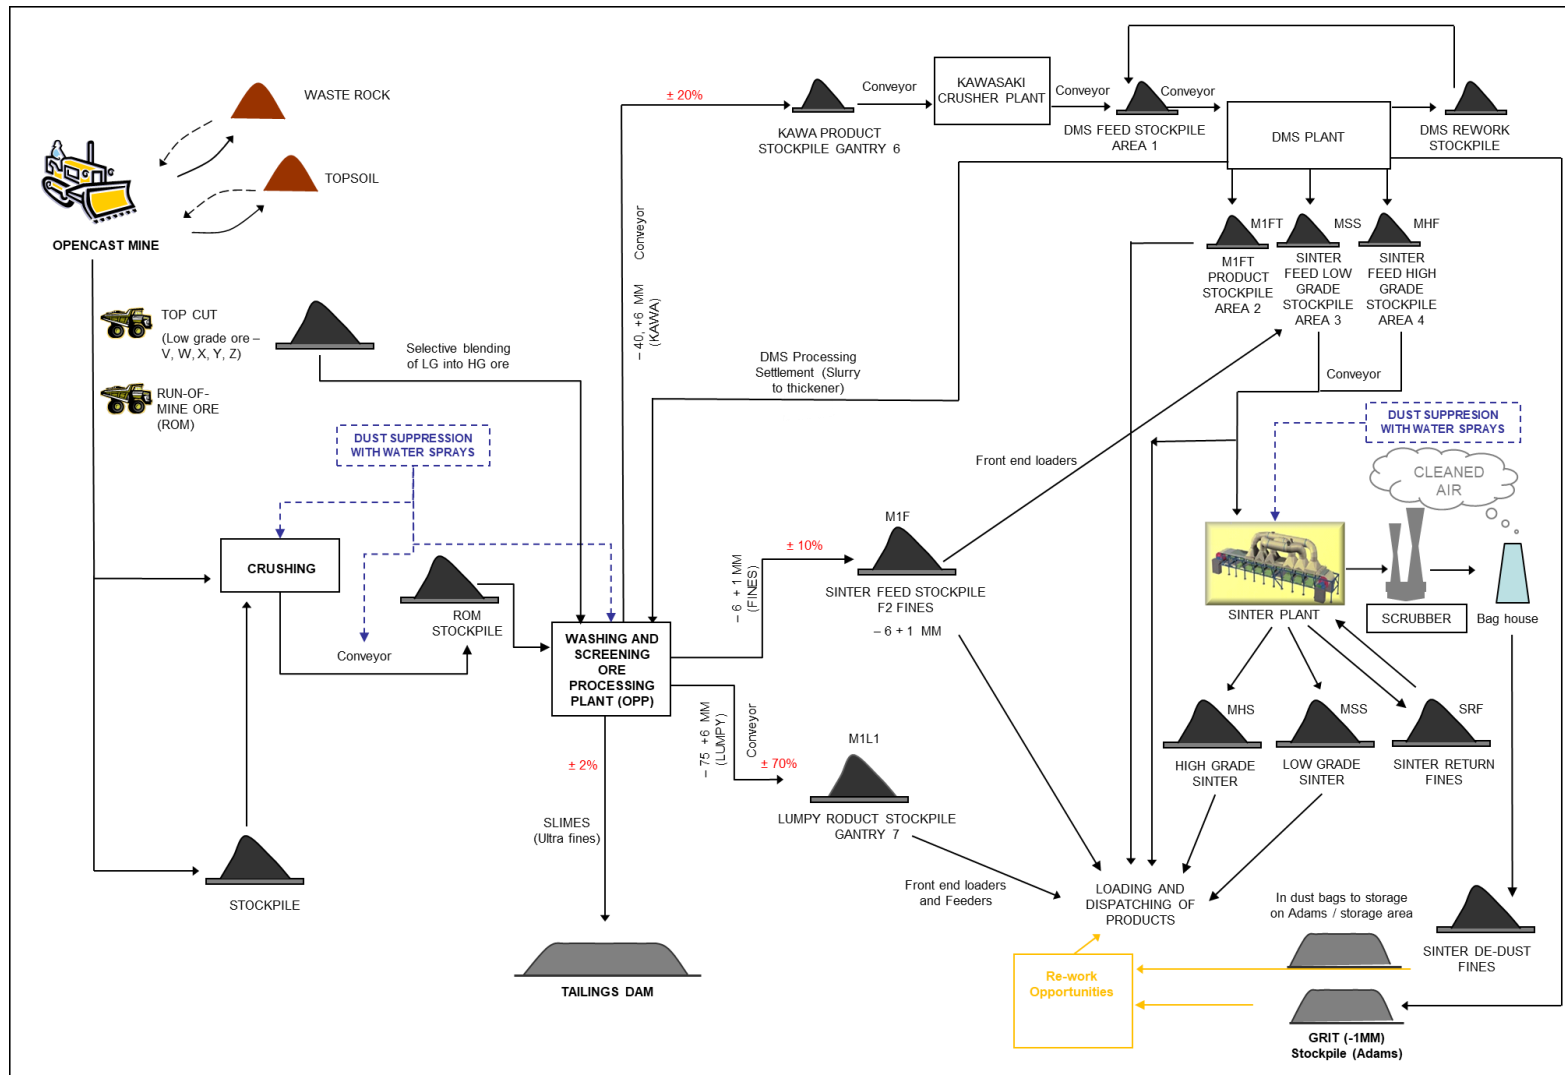 WASTE ROCK
TOPSOIL
OPENCAST MINE
TOP CUT
(Low grade ore –
V, W, X, Y, Z)
RUN-OF-
MINE ORE
(ROM)
Selective blending
of LG into HG ore
DUST SUPPRESSION
WITH WATER SPRAYS
CRUSHING
Conveyor
ROM
STOCKPILE
STOCKPILE
WASHING AND
SCREENING
ORE
PROCESSING
PLANT (OPP)
± 2%
SLIMES
(Ultra fines)
TAILINGS DAM
± 20%
– 40, +6 MM
(KAWA)
Conveyor
KAWA PRODUCT
STOCKPILE GANTRY 6
Conveyor
KAWASAKI
CRUSHER PLANT
Conveyor
DMS FEED STOCKPILE
AREA 1
Conveyor
DMS PLANT
DMS REWORK
STOCKPILE
DMS Processing
Settlement (Slurry
to thickener)
M1FT
M1FT
PRODUCT
STOCKPILE
AREA 2
MSS
SINTER
FEED LOW
GRADE
STOCKPILE
AREA 3
MHF
SINTER
FEED HIGH
GRADE
STOCKPILE
AREA 4
Conveyor
DUST SUPPRESION
WITH WATER SPRAYS
CLEANED
AIR
Front end loaders
± 10%
– 6 + 1 MM
(FINES)
M1F
SINTER FEED STOCKPILE
F2 FINES
– 6 + 1 MM
– 75 +6 MM
(LUMPY)
Conveyor
± 70%
M1L1
LUMPY RODUCT STOCKPILE
GANTRY 7
Front end loaders
and Feeders
SINTER PLANT
SCRUBBER
Bag house
MHS
HIGH GRADE
SINTER
MSS
LOW GRADE
SINTER
SRF
SINTER RETURN
FINES
LOADING AND
DISPATCHING OF
PRODUCTS
In dust bags to storage
on Adams / storage area
SINTER DE-DUST
FINES
Re-work
Opportunities
GRIT (-1MM)
Stockpile (Adams)